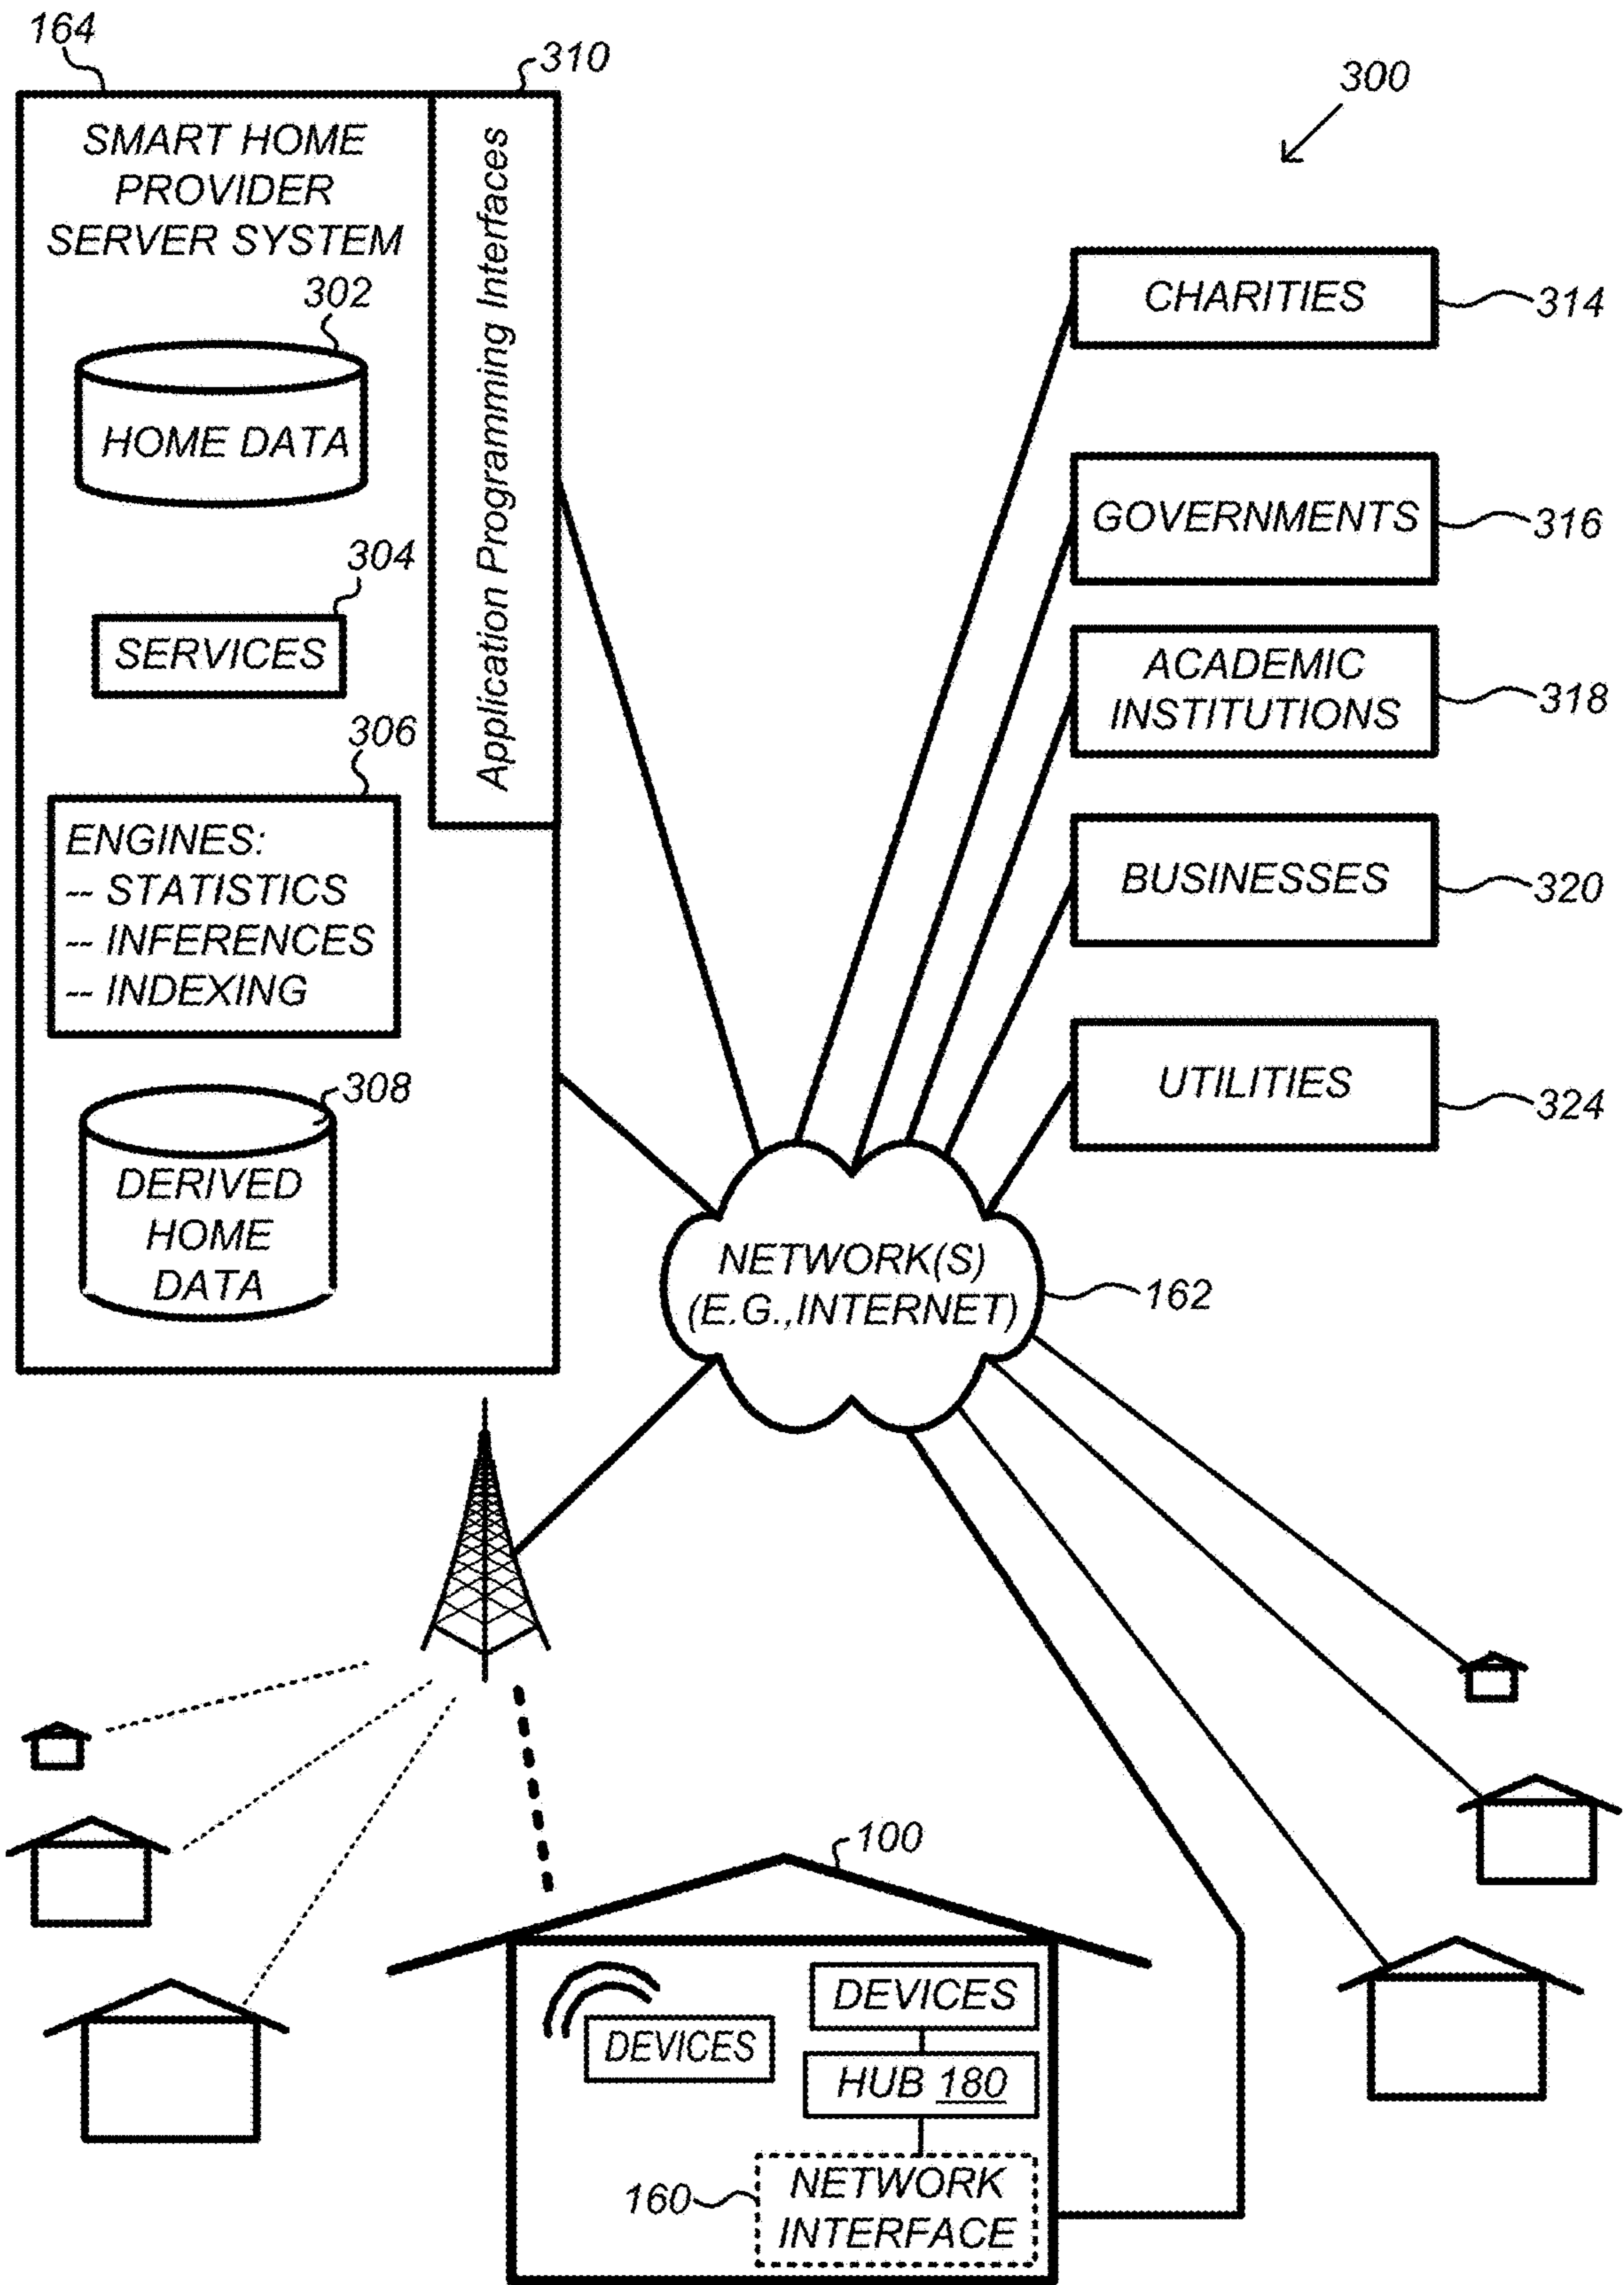 164
310
300
SMART HOME
PROVIDER
SERVER SYSTEM
Application Programming Interfaces
302
HOME DATA
304
SERVICES
306
ENGINES:
-- STATISTICS
-- INFERENCES
-- INDEXING
308
DERIVED
HOME
DATA
CHARITIES
314
GOVERNMENTS
316
ACADEMIC
INSTITUTIONS
318
BUSINESSES
320
UTILITIES
324
NETWORK(S)
(E.G.,INTERNET)
162
100
DEVICES
DEVICES
HUB 180
160
NETWORK
INTERFACE